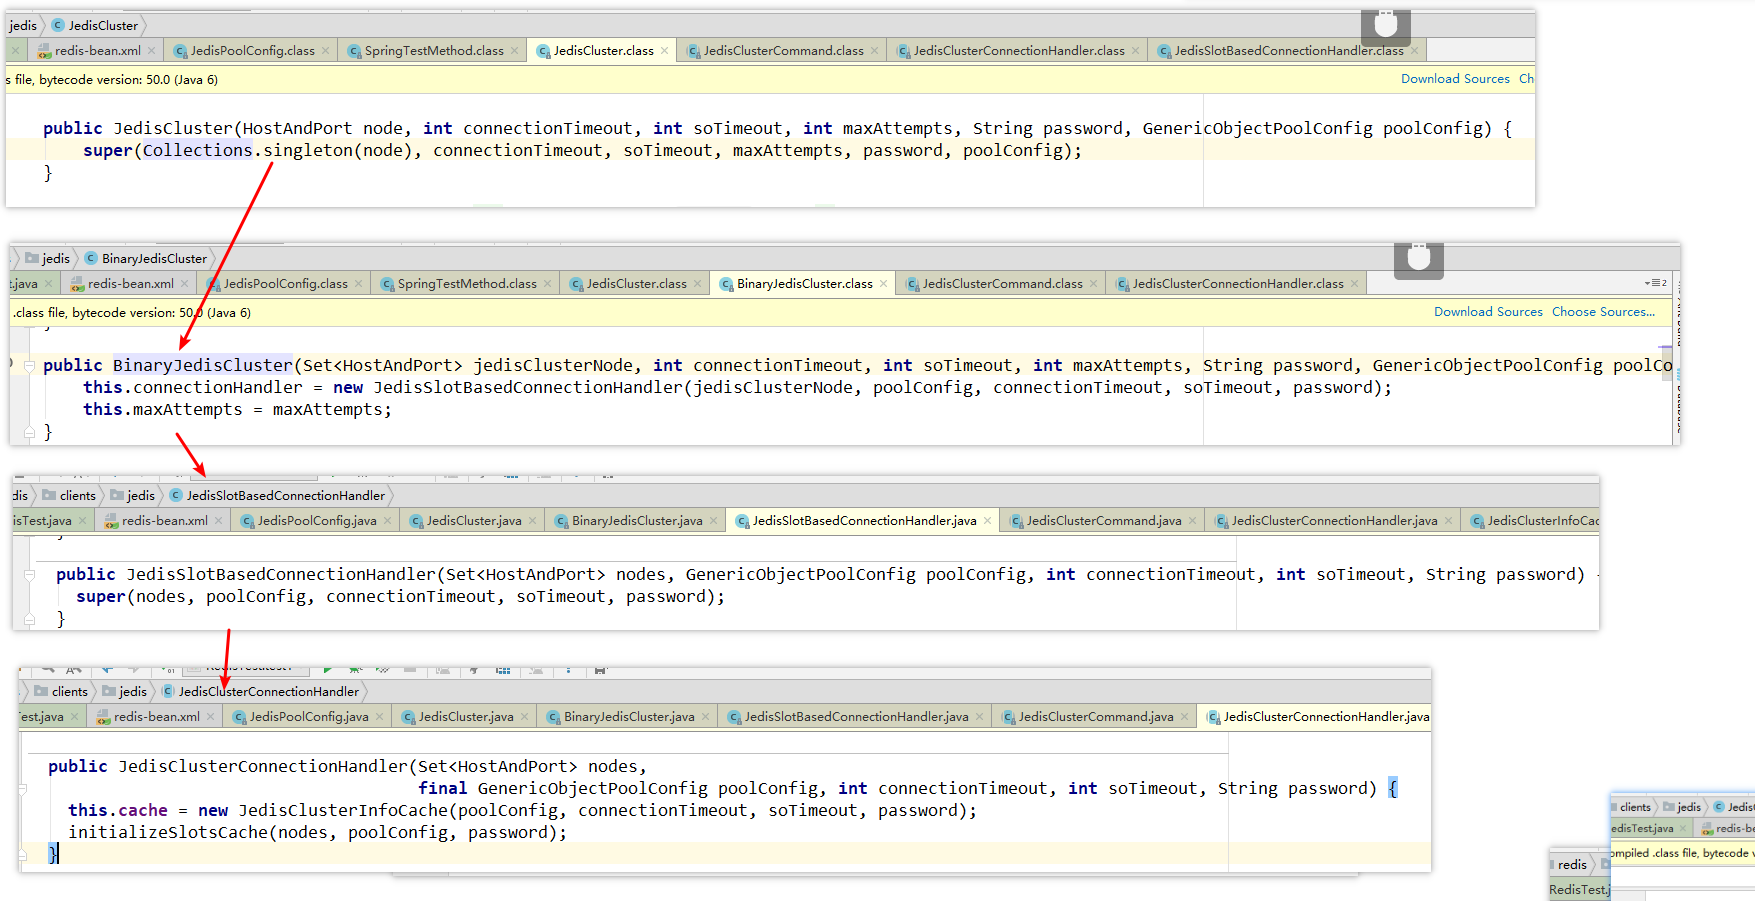 jedis JedisCluster
redis-bean.xml JedisPoolConfig.class SpringTestMethod.class JedisCluster.class JedisClusterCommand.class JedisClusterConnectionHandler.class JedisSlotBasedConnectionHandler.class
s file, bytecode version: 50.0 (Java 6) Download Sources Ch
public JedisCluster(HostAndPort node, int connectionTimeout, int soTimeout, int maxAttempts, String password, GenericObjectPoolConfig poolConfig) {
super(Collections.singleton(node), connectionTimeout, soTimeout, maxAttempts, password, poolConfig);
}
jedis BinaryJedisCluster
t.java redis-bean.xml JedisPoolConfig.class SpringTestMethod.class JedisCluster.class BinaryJedisCluster.class JedisClusterCommand.class JedisClusterConnectionHandler.class 2
.class file, bytecode version: 50.0 (Java 6) Download Sources Choose Sources...
public BinaryJedisCluster(Set<HostAndPort> jedisClusterNode, int connectionTimeout, int soTimeout, int maxAttempts, String password, GenericObjectPoolConfig poolCo
this.connectionHandler = new JedisSlotBasedConnectionHandler(jedisClusterNode, poolConfig, connectionTimeout, soTimeout, password);
this.maxAttempts = maxAttempts;
}
dis clients jedis JedisSlotBasedConnectionHandler
isTest.java redis-bean.xml JedisPoolConfig.java JedisCluster.java BinaryJedisCluster.java JedisSlotBasedConnectionHandler.java JedisClusterCommand.java JedisClusterConnectionHandler.java JedisClusterInfoCac
public JedisSlotBasedConnectionHandler(Set<HostAndPort> nodes, GenericObjectPoolConfig poolConfig, int connectionTimeout, int soTimeout, String password)
super(nodes, poolConfig, connectionTimeout, soTimeout, password);
}
clients jedis JedisClusterConnectionHandler
Test.java redis-bean.xml JedisPoolConfig.java JedisCluster.java BinaryJedisCluster.java JedisSlotBasedConnectionHandler.java JedisClusterCommand.java JedisClusterConnectionHandler.java
public JedisClusterConnectionHandler(Set<HostAndPort> nodes,
final GenericObjectPoolConfig poolConfig, int connectionTimeout, int soTimeout, String password) {
this.cache = new JedisClusterInfoCache(poolConfig, connectionTimeout, soTimeout, password);
initializeSlotsCache(nodes, poolConfig, password);
}
clients jedis Jedis
edisTest.java redis-be
ompiled .class file, bytecode v
redis
RedisTest.j